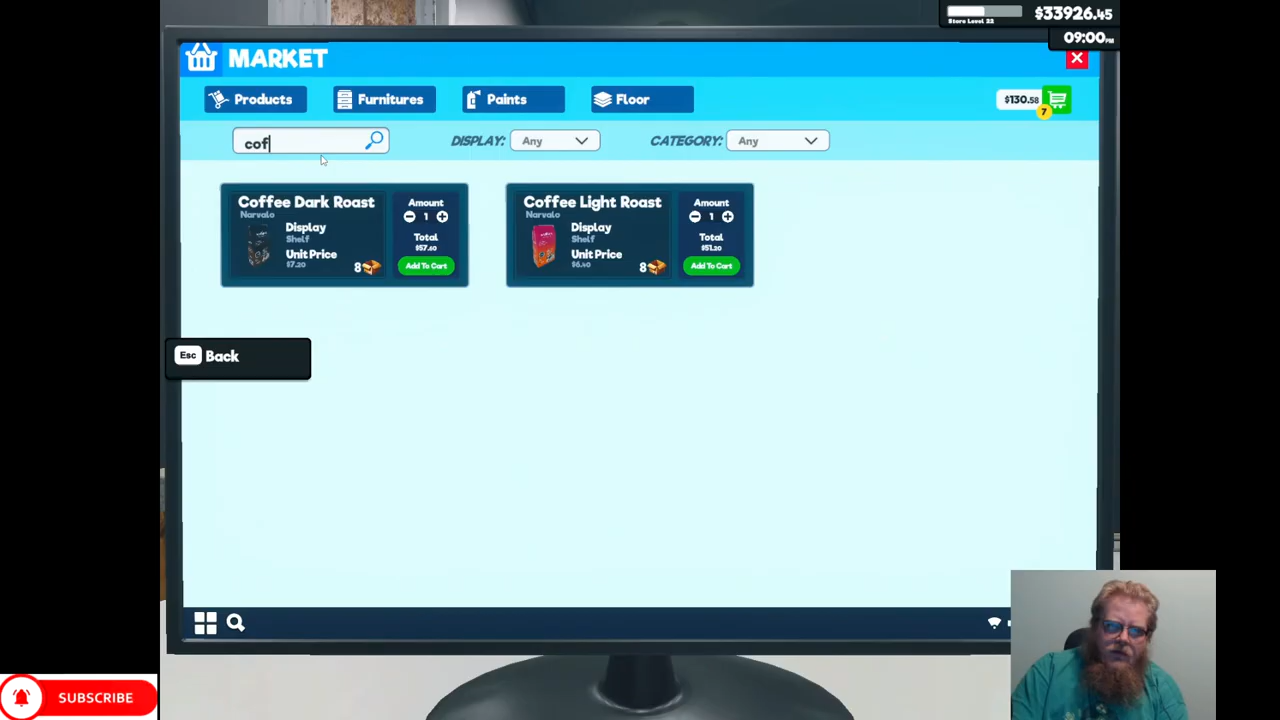 Store Level 22
$33926.45
09:00PM
MARKET
Products
Furnitures
Paints
Floor
$130.58
7
cof
DISPLAY:
Any
CATEGORY:
Any
Coffee Dark Roast
Narvalo
Display
Shelf
Unit Price
$7.20
8
Amount
1
Total
$57.60
Add To Cart
Coffee Light Roast
Narvalo
Display
Shelf
Unit Price
$6.40
8
Amount
1
Total
$51.20
Add To Cart
Esc Back
SUBSCRIBE